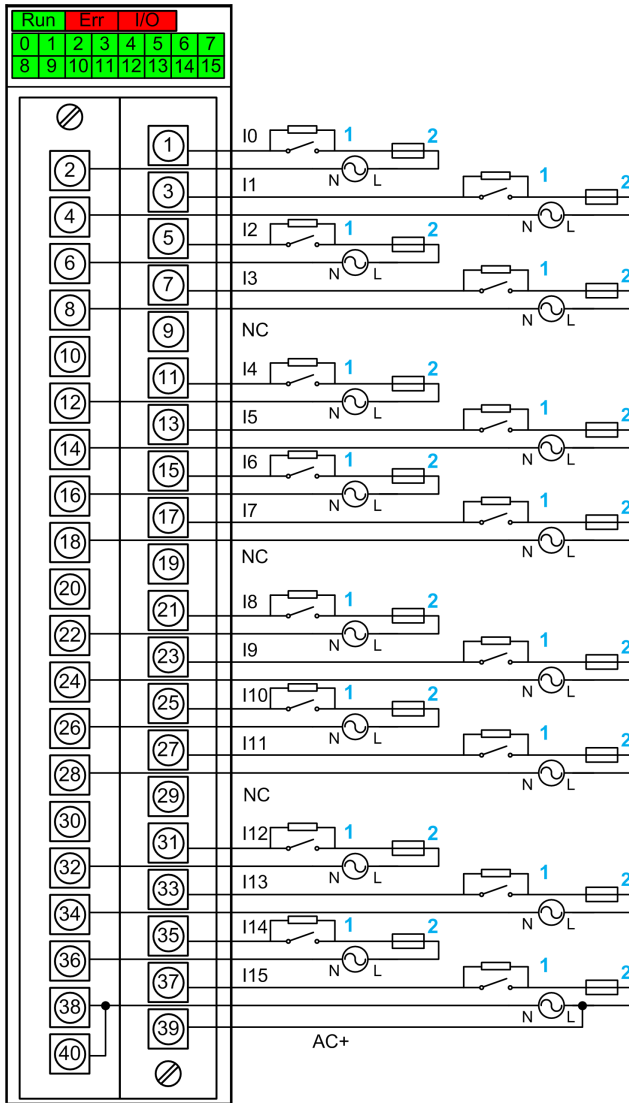 Run Err I/O
0 1 2 3 4 5 6 7
8 9 10 11 12 13 14 15
1 I0 1 2
2 N L
3 I1 1 2
4 N L
5 I2 1 2
6 N L
7 I3 1 2
8 N L
9 NC
10
11 I4 1 2
12 N L
13 I5 1 2
14 N L
15 I6 1 2
16 N L
17 I7 1 2
18 N L
19 NC
20
21 I8 1 2
22 N L
23 I9 1 2
24 N L
25 I10 1 2
26 N L
27 I11 1 2
28 N L
29 NC
30
31 I12 1 2
32 N L
33 I13 1 2
34 N L
35 I14 1 2
36 N L
37 I15 1 2
38 N L
39 AC+
40